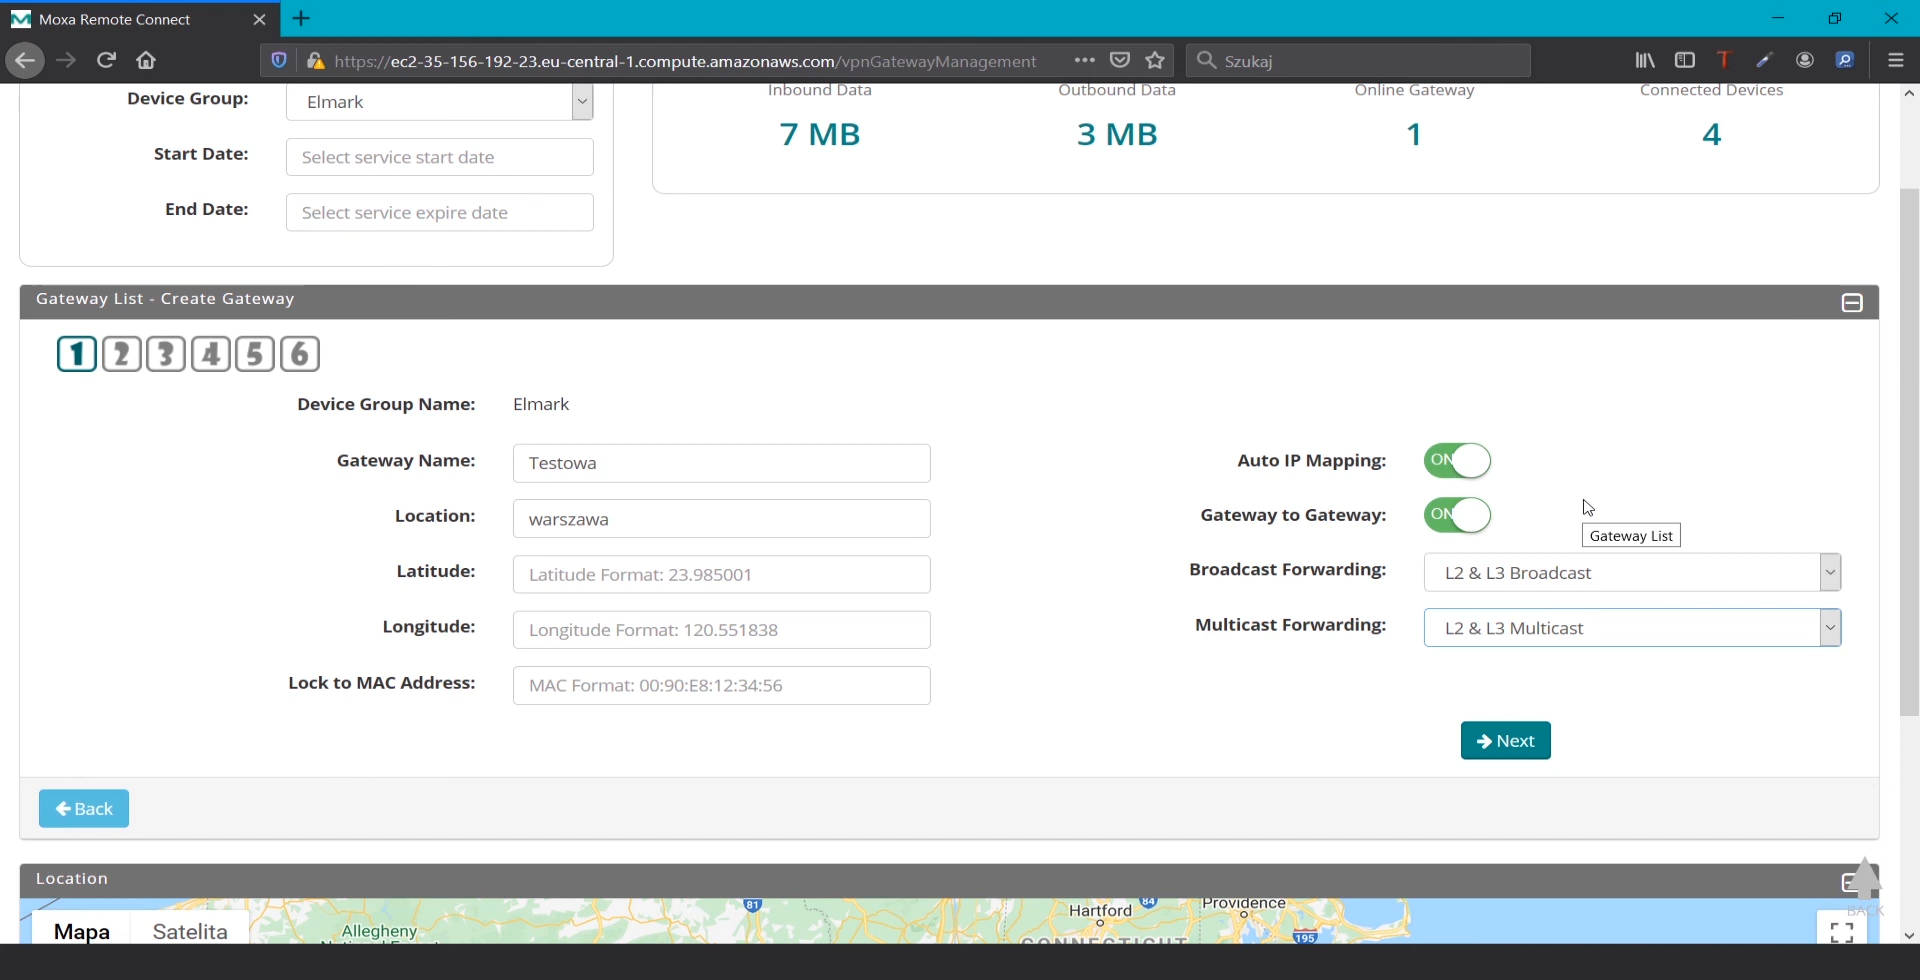 Moxa Remote Connect
https://ec2-35-156-192-23.eu-central-1.compute.amazonaws.com/vpnGatewayManagement
Szukaj
Device Group: Elmark
Start Date: Select service start date
End Date: Select service expire date
Inbound Data Outbound Data Online Gateway Connected Devices
7 MB 3 MB 1 4
Gateway List - Create Gateway
1 2 3 4 5 6
Device Group Name: Elmark
Gateway Name: Testowa
Location: warszawa
Latitude: Latitude Format: 23.985001
Longitude: Longitude Format: 120.551838
Lock to MAC Address: MAC Format: 00:90:E8:12:34:56
Auto IP Mapping: ON
Gateway to Gateway: ON
Gateway List
Broadcast Forwarding: L2 & L3 Broadcast
Multicast Forwarding: L2 & L3 Multicast
Next
Back
Location
BACK
Mapa Satelita
81
Allegheny
Hartford
84
Providence
CONNECTICUT
195